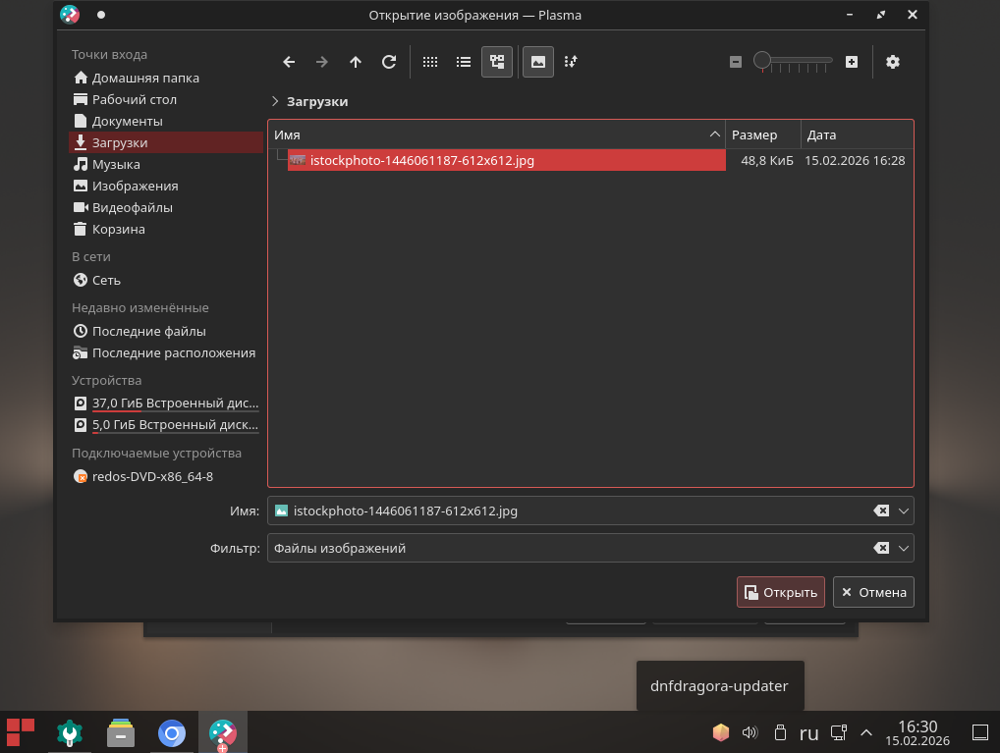 Открытие изображения — Plasma
Точки входа
Домашняя папка
Рабочий стол
Документы
Загрузки
Музыка
Изображения
Видеофайлы
Корзина
В сети
Сеть
Недавно изменённые
Последние файлы
Последние расположения
Устройства
37,0 ГиБ Встроенный дис...
5,0 ГиБ Встроенный диск...
Подключаемые устройства
redos-DVD-x86_64-8
Загрузки
Имя Размер Дата
istockphoto-1446061187-612x612.jpg 48,8 КиБ 15.02.2026 16:28
Имя: istockphoto-1446061187-612x612.jpg
Фильтр: Файлы изображений
Открыть Отмена
dnfdragora-updater
ru
16:30
15.02.2026